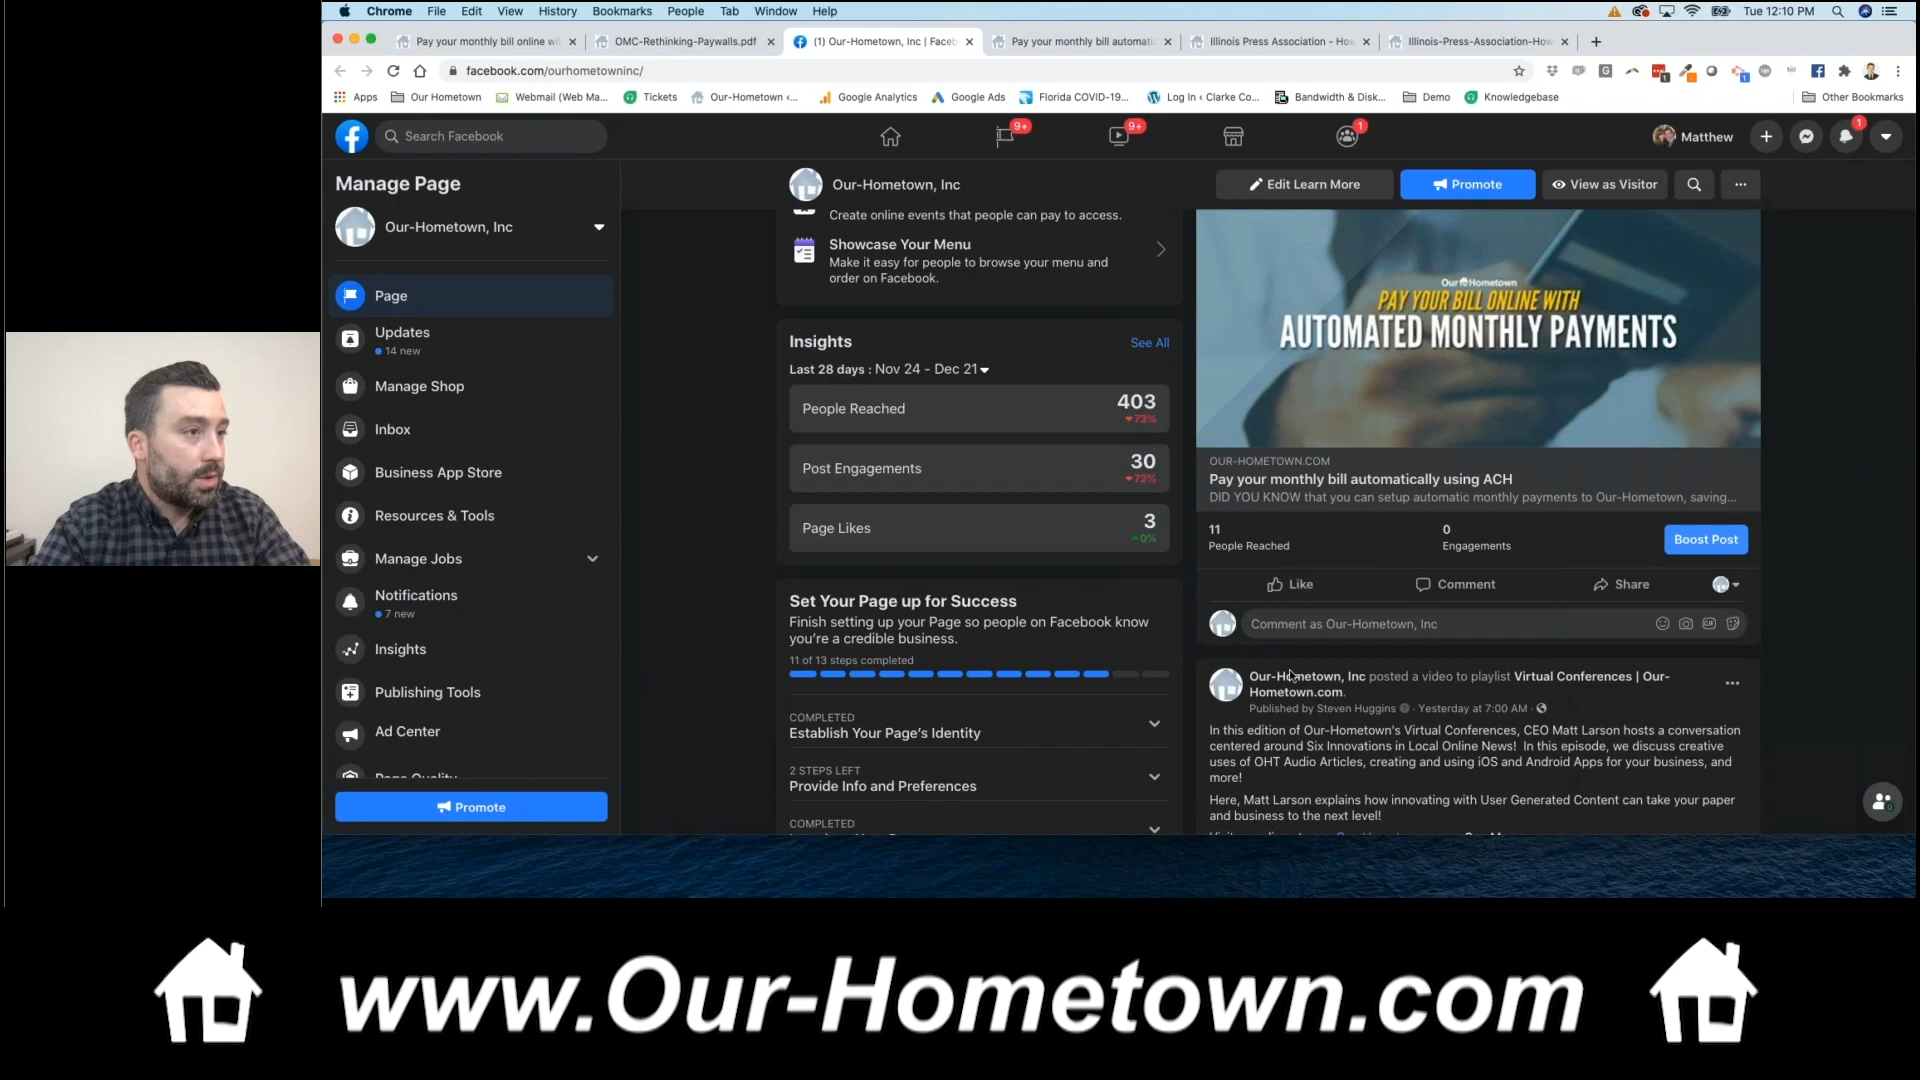 Chrome File Edit View History Bookmarks People Tab Window Help
Tue 12:10 PM
Pay your monthly bill online wi
OMC-Rethinking-Paywalls.pdf
(1) Our-Hometown, Inc | Faceb
Pay your monthly bill automatic
Illinois Press Association - How
Illinois-Press-Association-How
facebook.com/ourhometowninc/
Apps
Our Hometown
Webmail (Web Ma...
Tickets
Our-Hometown ‹...
Google Analytics
Google Ads
Florida COVID-19...
Log In ‹ Clarke Co...
Bandwidth & Disk...
Demo
Knowledgebase
Other Bookmarks
Search Facebook
9+
9+
1
Matthew
1
Manage Page
Our-Hometown, Inc
Page
Updates
14 new
Manage Shop
Inbox
Business App Store
Resources & Tools
Manage Jobs
Notifications
7 new
Insights
Publishing Tools
Ad Center
Page Quality
Promote
Our-Hometown, Inc
Edit Learn More
Promote
View as Visitor
Create online events that people can pay to access.
Showcase Your Menu
Make it easy for people to browse your menu and
order on Facebook.
Insights
See All
Last 28 days : Nov 24 - Dec 21
People Reached
403
73%
Post Engagements
30
72%
Page Likes
3
0%
Set Your Page up for Success
Finish setting up your Page so people on Facebook know
you're a credible business.
11 of 13 steps completed
COMPLETED
Establish Your Page's Identity
2 STEPS LEFT
Provide Info and Preferences
COMPLETED
Our Hometown
PAY YOUR BILL ONLINE WITH
AUTOMATED MONTHLY PAYMENTS
OUR-HOMETOWN.COM
Pay your monthly bill automatically using ACH
DID YOU KNOW that you can setup automatic monthly payments to Our-Hometown, saving...
11
People Reached
0
Engagements
Boost Post
Like
Comment
Share
Comment as Our-Hometown, Inc
GIF
Our-Hometown, Inc posted a video to playlist Virtual Conferences | Our-
Hometown.com.
Published by Steven Huggins · Yesterday at 7:00 AM ·
In this edition of Our-Hometown's Virtual Conferences, CEO Matt Larson hosts a conversation
centered around Six Innovations in Local Online News! In this episode, we discuss creative
uses of OHT Audio Articles, creating and using iOS and Android Apps for your business, and
more!
Here, Matt Larson explains how innovating with User Generated Content can take your paper
and business to the next level!
www.Our-Hometown.com